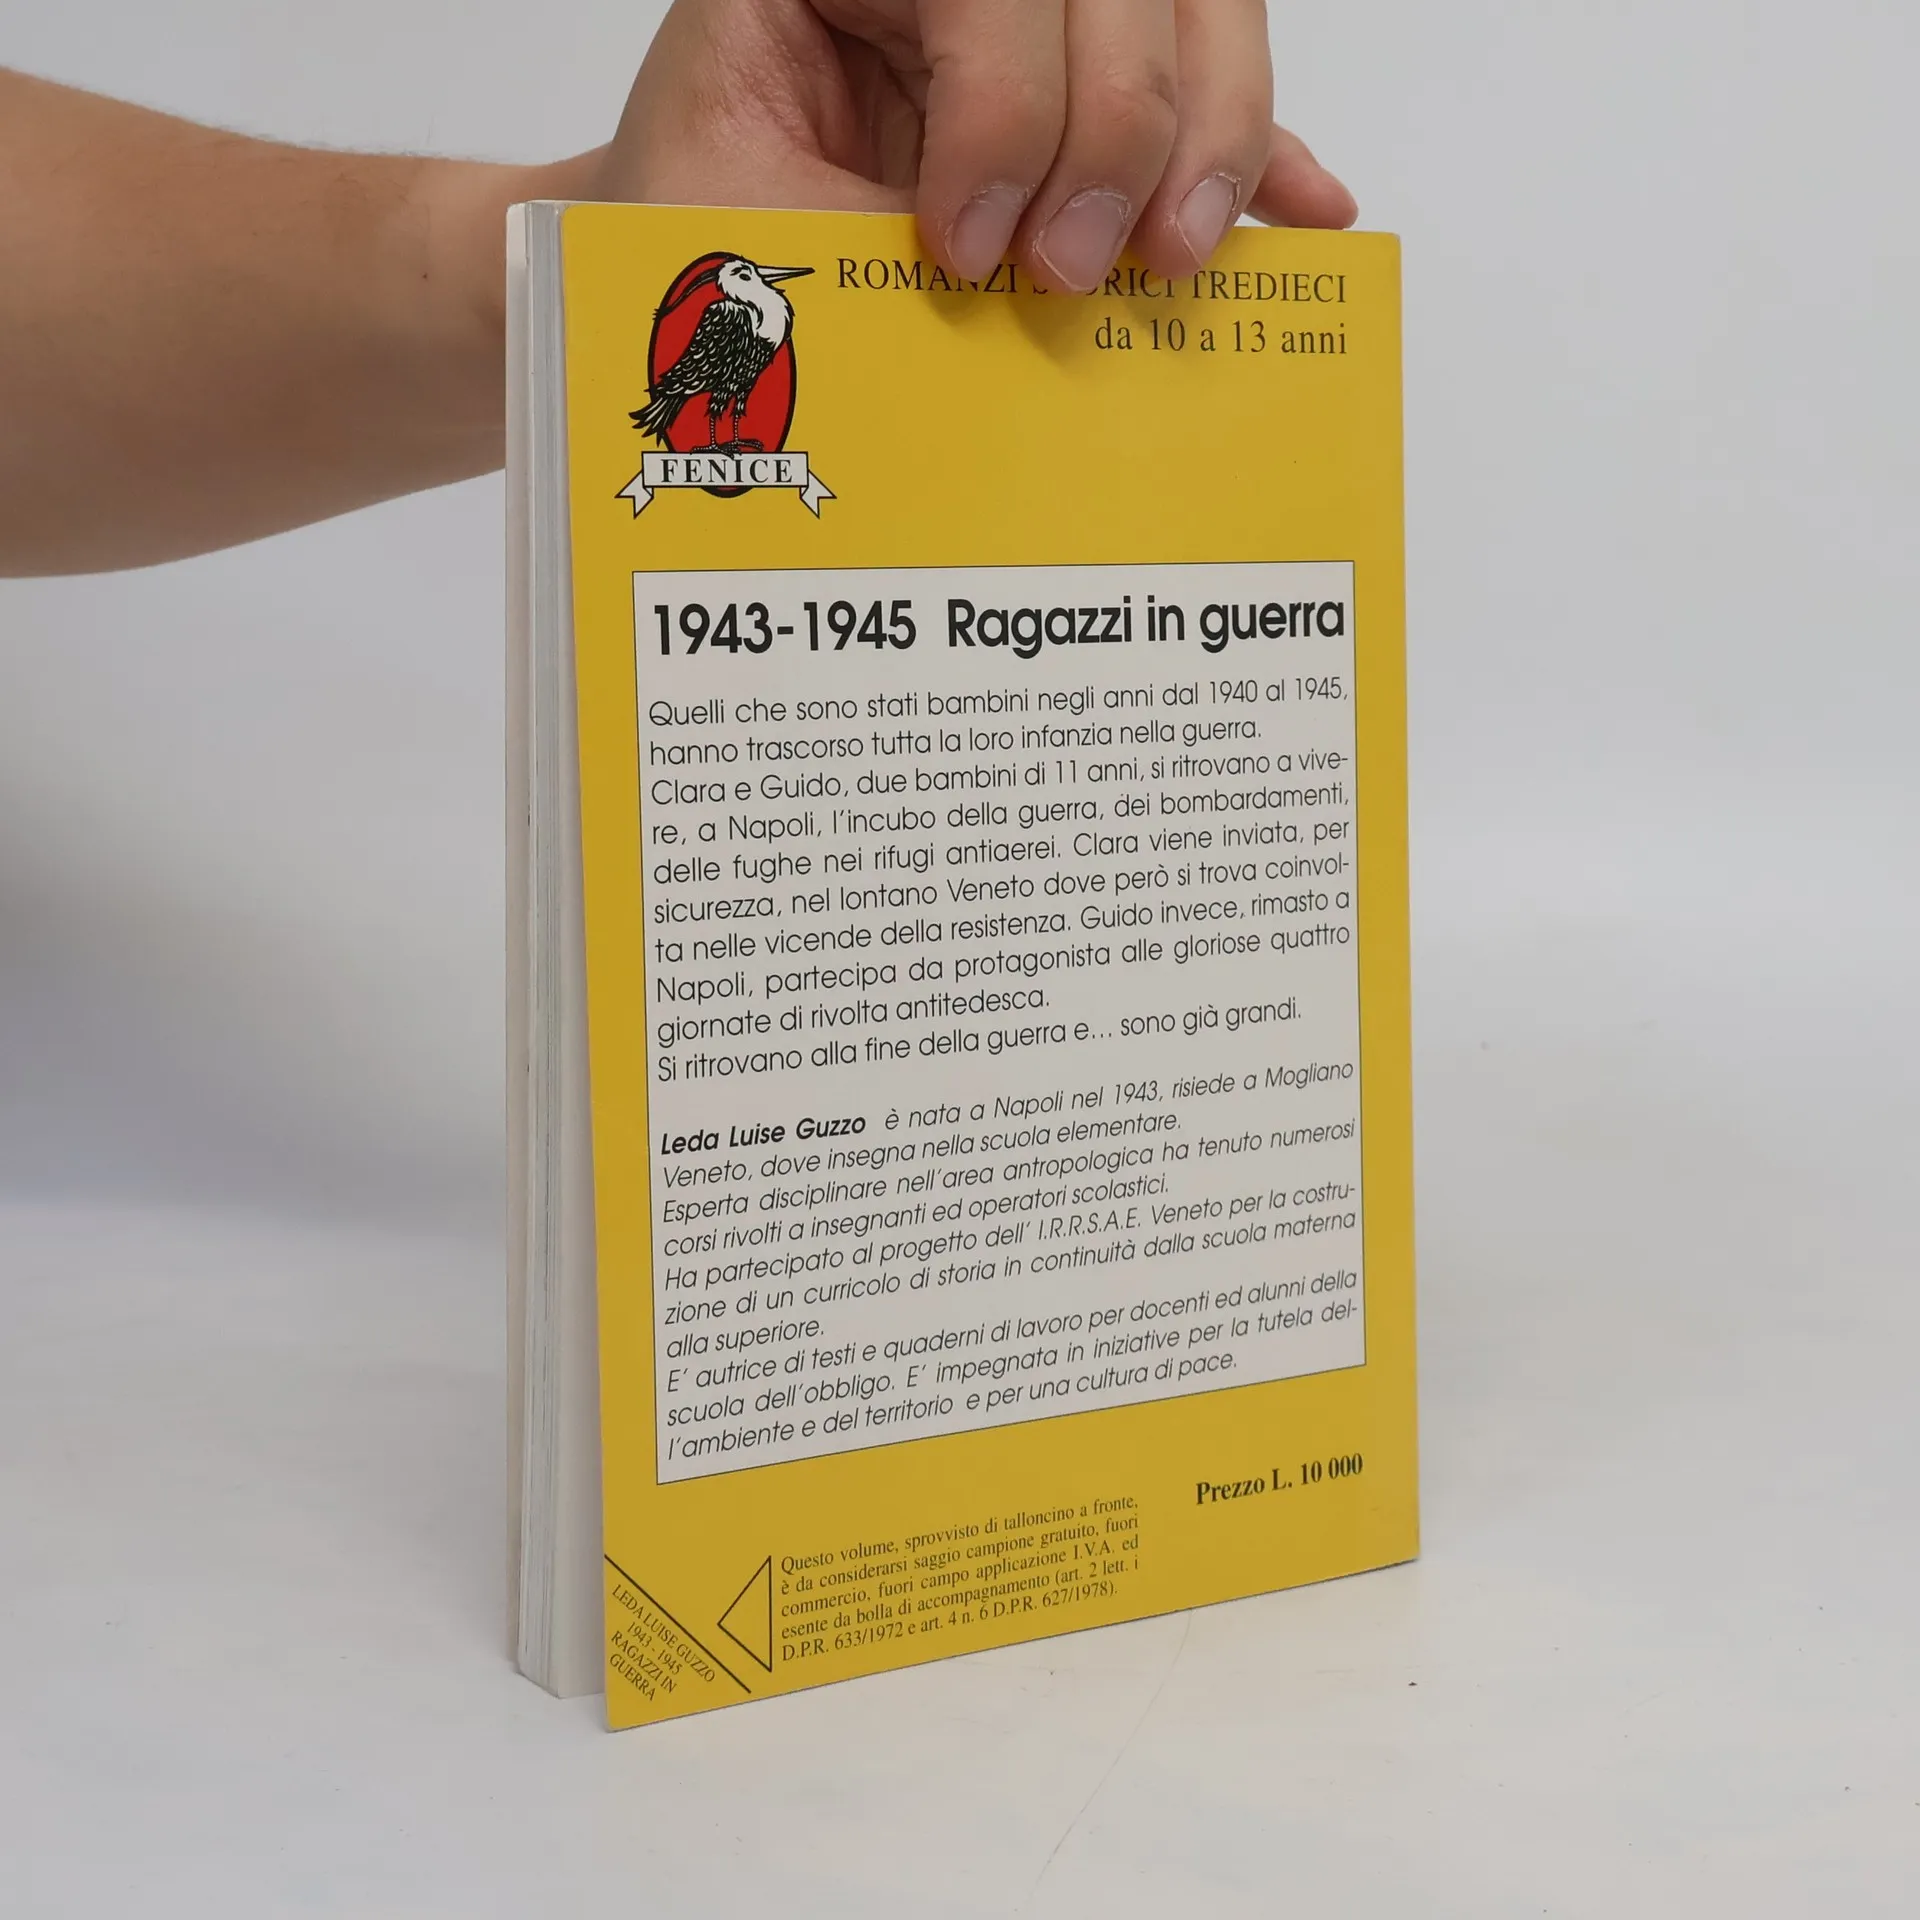 ROMANZI STORICI TREDIECI
da 10 a 13 anni
FENICE
1943-1945 Ragazzi in guerra
Quelli che sono stati bambini negli anni dal 1940 al 1945,
hanno trascorso tutta la loro infanzia nella guerra.
Clara e Guido, due bambini di 11 anni, si ritrovano a vive-
re, a Napoli, l'incubo della guerra, dei bombardamenti,
delle fughe nei rifugi antiaerei. Clara viene inviata, per
sicurezza, nel lontano Veneto dove però si trova coinvol-
ta nelle vicende della resistenza. Guido invece, rimasto a
Napoli, partecipa da protagonista alle gloriose quattro
giornate di rivolta antitedesca.
Si ritrovano alla fine della guerra e... sono già grandi.
Leda Luise Guzzo è nata a Napoli nel 1943, risiede a Mogliano
Veneto, dove insegna nella scuola elementare.
Esperta disciplinare nell'area antropologica ha tenuto numerosi
corsi rivolti a insegnanti ed operatori scolastici.
Ha partecipato al progetto dell' I.R.R.S.A.E. Veneto per la costru-
zione di un curricolo di storia in continuità dalla scuola materna
alla superiore.
E' autrice di testi e quaderni di lavoro per docenti ed alunni della
scuola dell'obbligo. E' impegnata in iniziative per la tutela del-
l'ambiente e del territorio e per una cultura di pace.
Prezzo L. 10 000
Questo volume, sprovvisto di talloncino a fronte,
è da considerarsi saggio campione gratuito, fuori
commercio, fuori campo applicazione I.V.A. ed
esente da bolla di accompagnamento (art. 2 lett. i
D.P.R. 633/1972 e art. 4 n. 6 D.P.R. 627/1978).
LEDA LUISE GUZZO
1943 - 1945
RAGAZZI IN
GUERRA